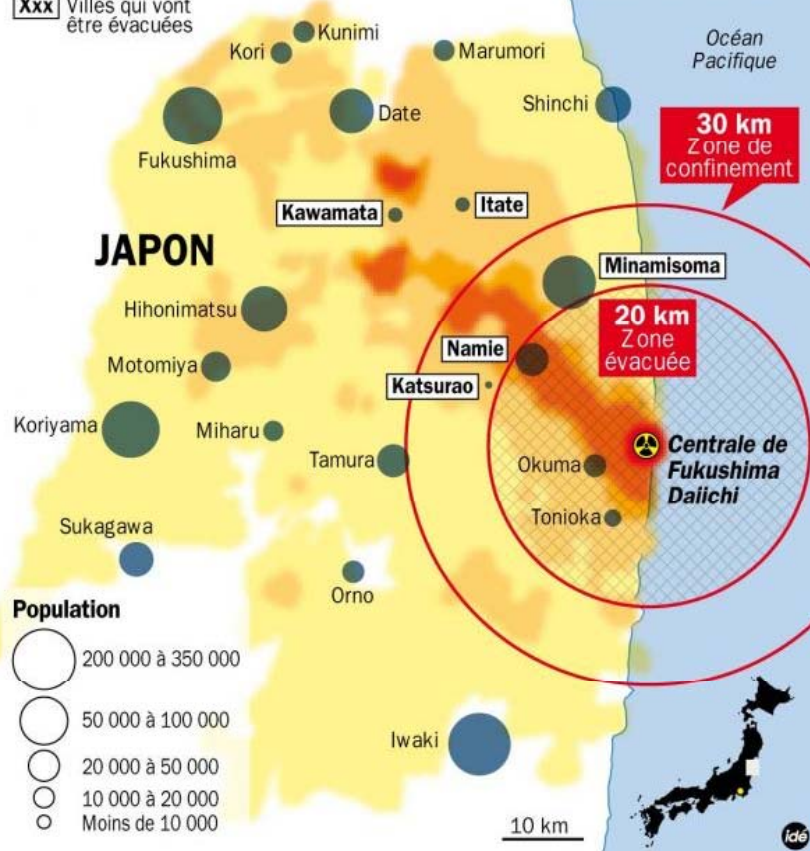 Xxx Villes qui vont
être évacuées
Kunimi
Kori
Marumori
Océan
Pacifique
Shinchi
Date
Fukushima
30 km
Zone de
confinement
Kawamata
Itate
JAPON
Minamisoma
Hihonimatsu
20 km
Zone
évacuée
Namie
Motomiya
Katsurao
Koriyama
Miharu
Centrale de
Fukushima
Daiichi
Tamura
Okuma
Tonioka
Sukagawa
Orno
Population
200 000 à 350 000
50 000 à 100 000
20 000 à 50 000
10 000 à 20 000
Moins de 10 000
Iwaki
10 km
idé